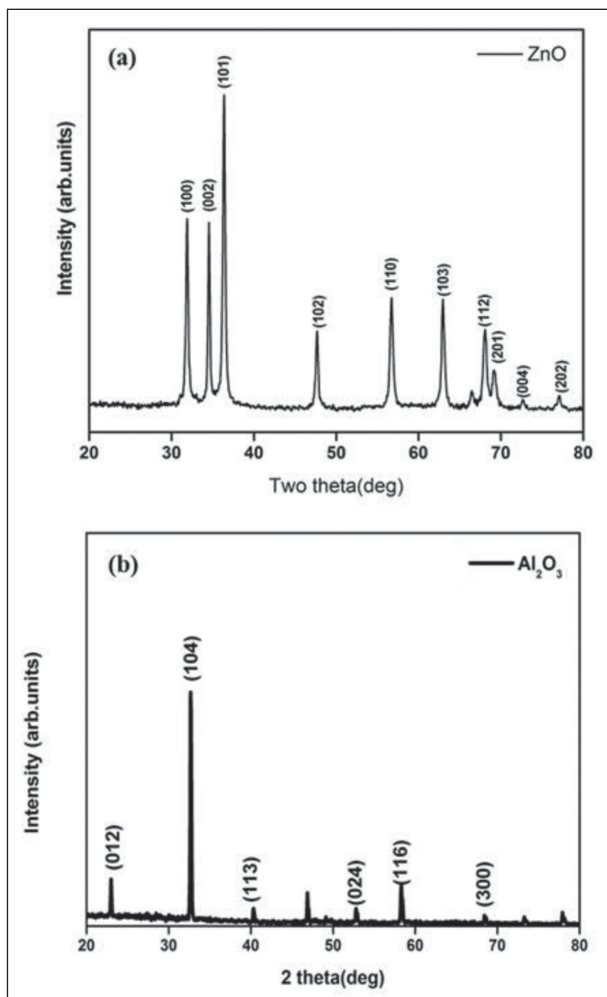 (a)
ZnO
(101)
(100)
(002)
(102)
(110)
(103)
(112)
(201)
(004)
(202)
Intensity (arb.units)
20 30 40 50 60 70 80
Two theta(deg)
(b)
Al₂O₃
(104)
(012)
(113)
(024)
(116)
(300)
Intensity (arb.units)
20 30 40 50 60 70 80
2 theta(deg)